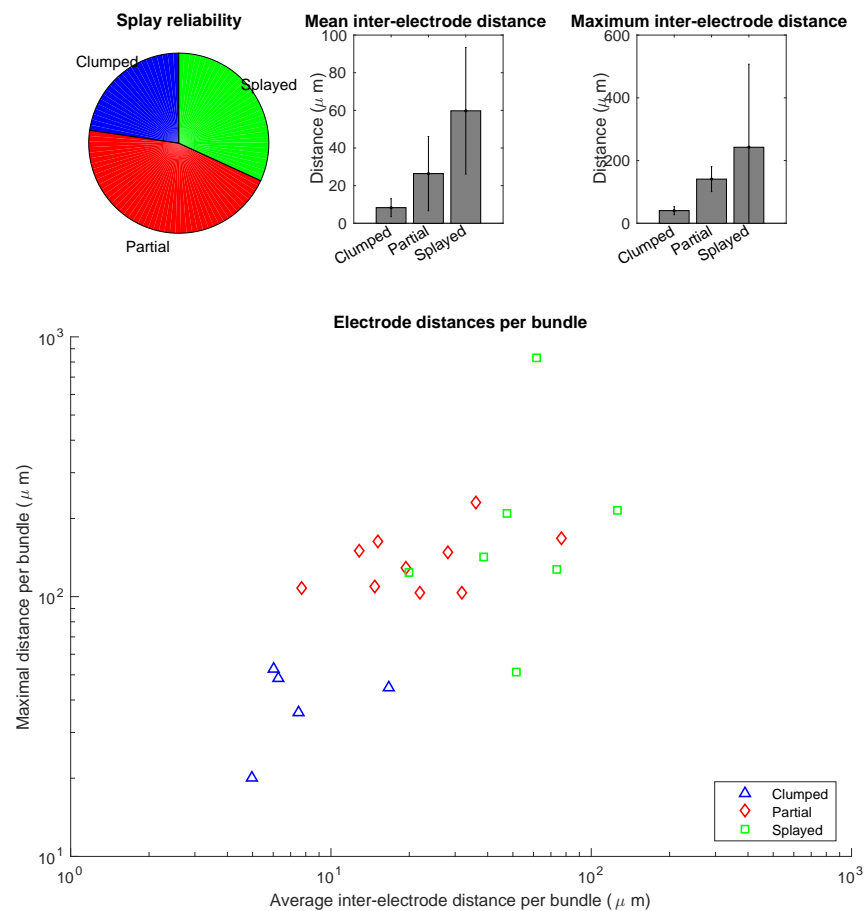 Splay reliability
Clumped
Splayed
Partial
Mean inter-electrode distance
100
80
60
40
20
0
Distance (μ m)
Clumped
Partial
Splayed
Maximum inter-electrode distance
600
400
200
0
Distance (μ m)
Clumped
Partial
Splayed
Electrode distances per bundle
10³
10²
10¹
Maximal distance per bundle (μ m)
10⁰
10¹
10²
10³
Average inter-electrode distance per bundle (μ m)
Clumped
Partial
Splayed